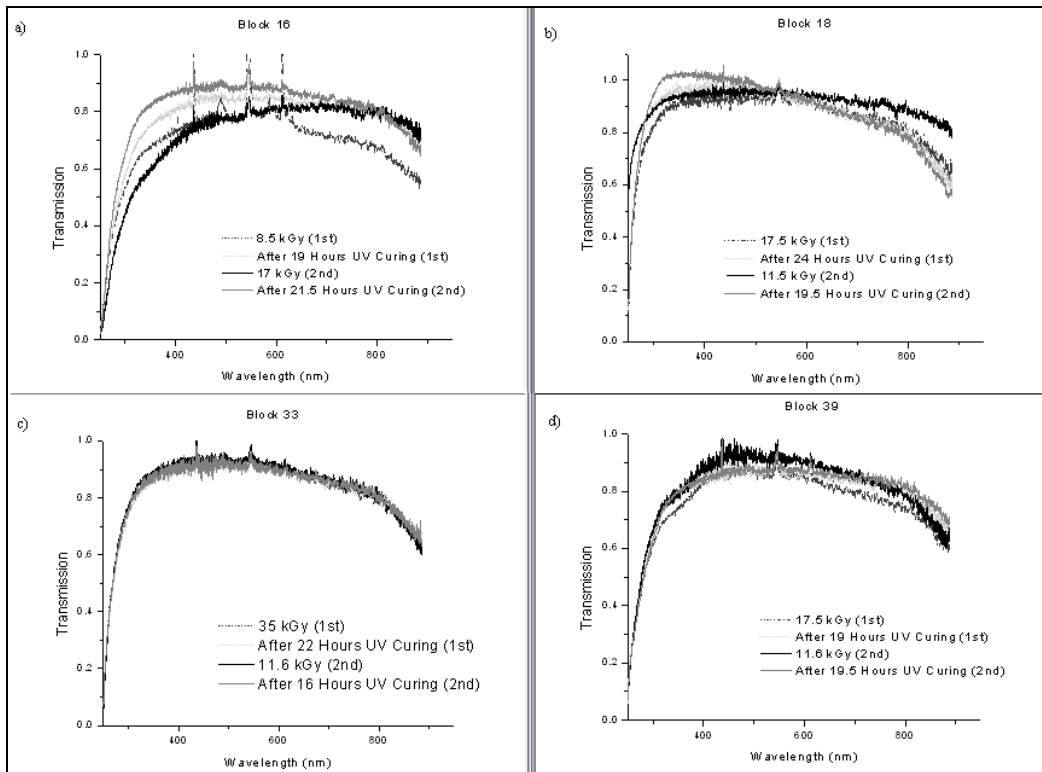 a)
Block 16
1.0
0.8
0.6
0.4
0.2
0.0
Transmission
8.5 kGy (1st)
After 19 Hours UV Curing (1st)
17 kGy (2nd)
After 21.5 Hours UV Curing (2nd)
400 600 800
Wavelength (nm)
b)
Block 18
1.0
0.8
0.6
0.4
0.2
0.0
Transmission
17.5 kGy (1st)
After 24 Hours UV Curing (1st)
11.5 kGy (2nd)
After 19.5 Hours UV Curing (2nd)
400 600 800
Wavelength (nm)
c)
Block 33
1.0
0.8
0.6
0.4
0.2
0.0
Transmission
35 kGy (1st)
After 22 Hours UV Curing (1st)
11.6 kGy (2nd)
After 16 Hours UV Curing (2nd)
400 600 800
Wavelength (nm)
d)
Block 39
1.0
0.8
0.6
0.4
0.2
0.0
Transmission
17.5 kGy (1st)
After 19 Hours UV Curing (1st)
11.6 kGy (2nd)
After 19.5 Hours UV Curing (2nd)
400 600 800
Wavelength (nm)